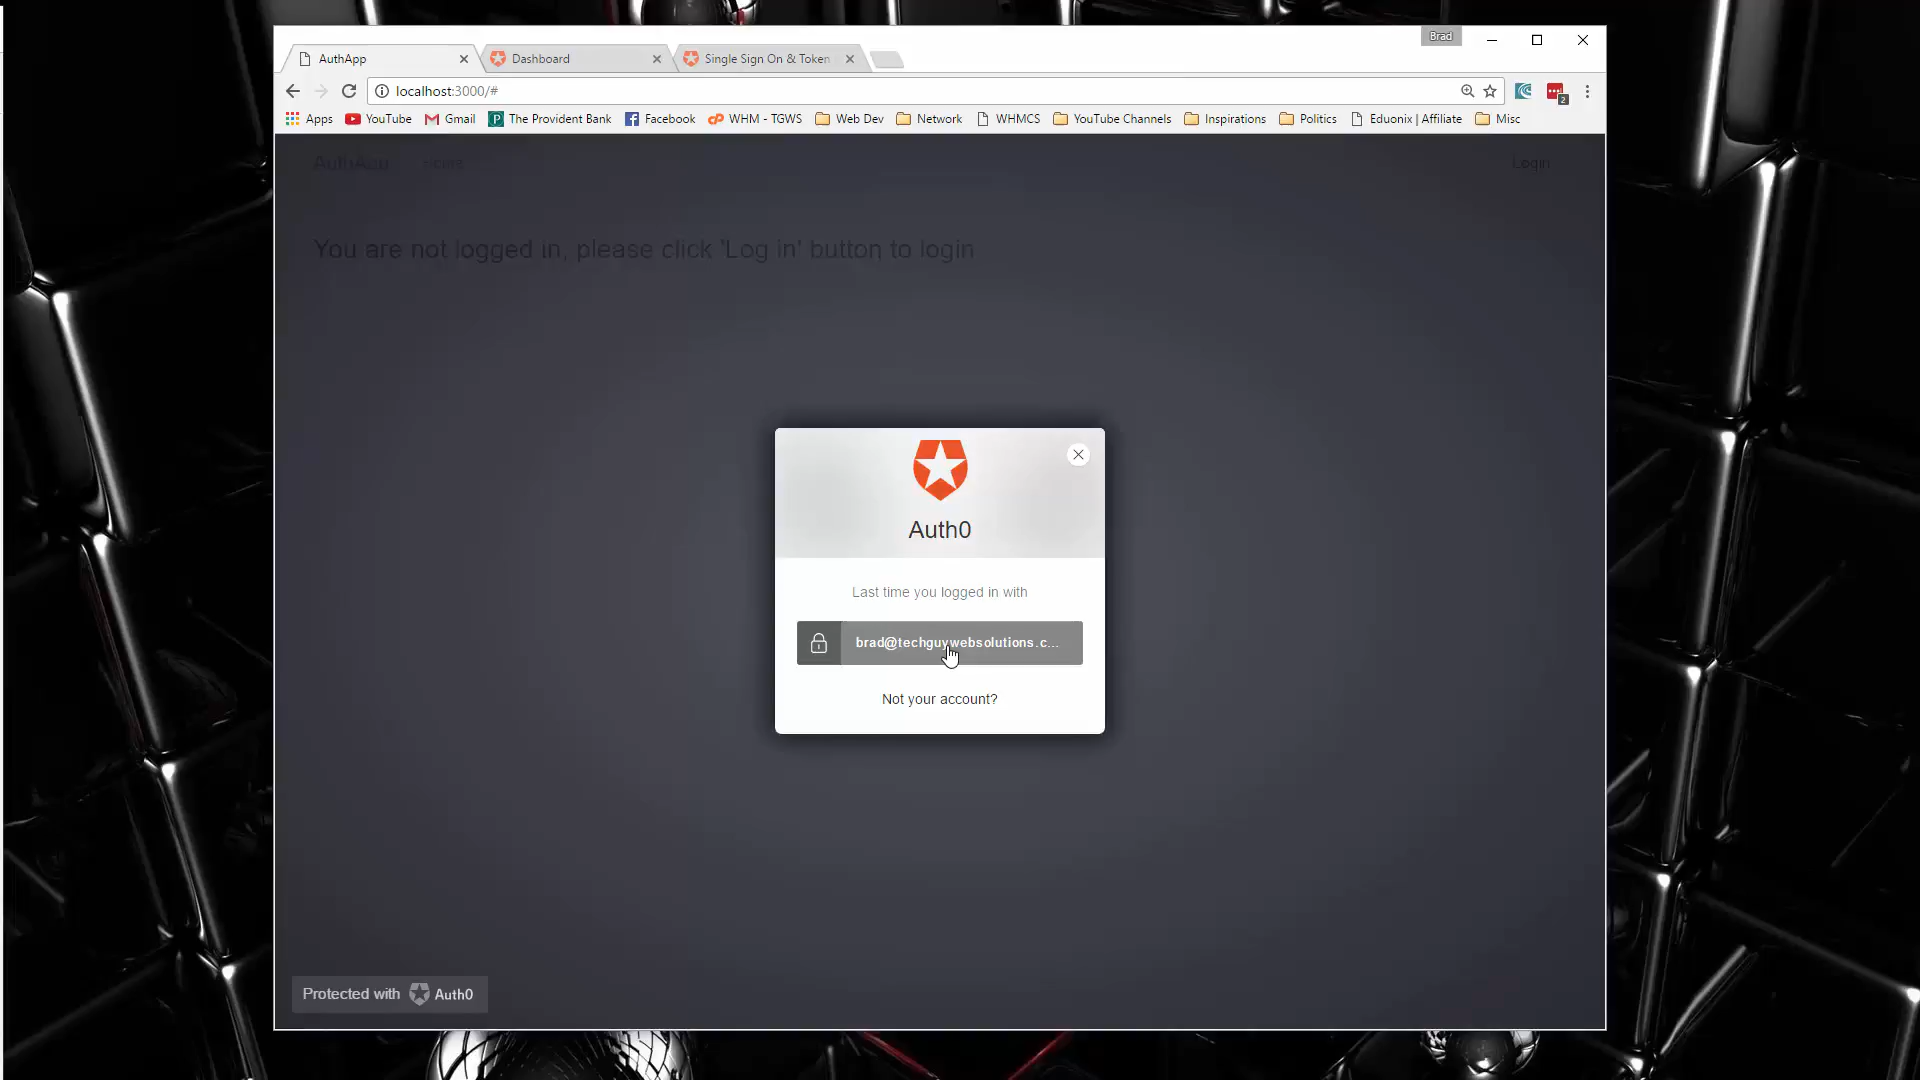 Brad
AuthApp
Dashboard
Single Sign On & Token
localhost:3000/#
Apps
YouTube
Gmail
The Provident Bank
Facebook
WHM - TGWS
Web Dev
Network
WHMCS
YouTube Channels
Inspirations
Politics
Eduonix | Affiliate
Misc
2
AuthApp
Home
Login
You are not logged in, please click 'Log in' button to login
Auth0
Last time you logged in with
brad@techguywebsolutions.c...
Not your account?
Protected with Auth0